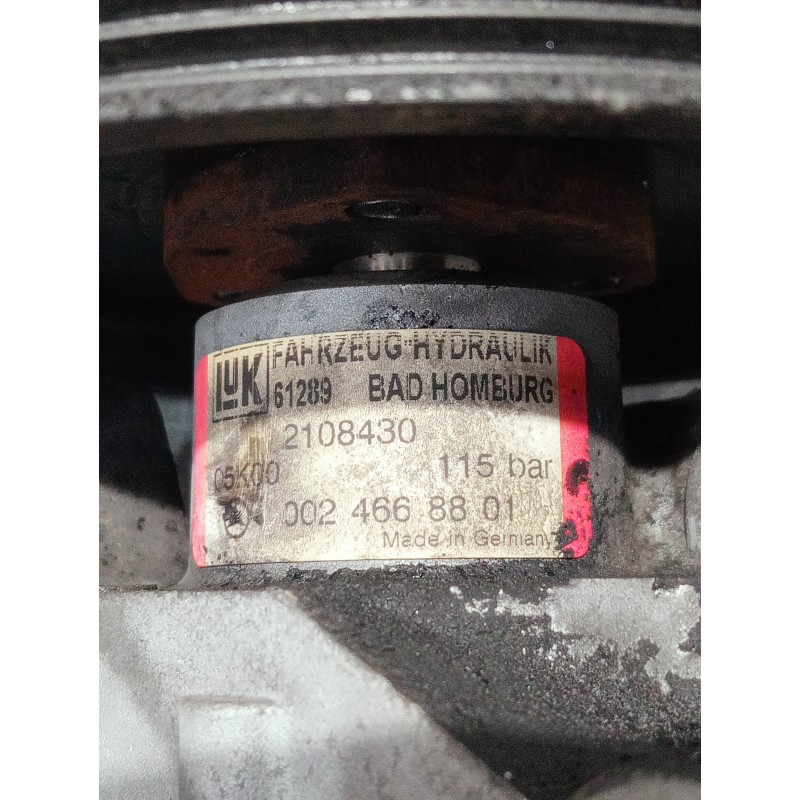 LuK FAHRZEUG-HYDRAULIK
61289 BAD HOMBURG
2108430
05K00 115 bar
002 466 88 01
Made in Germany